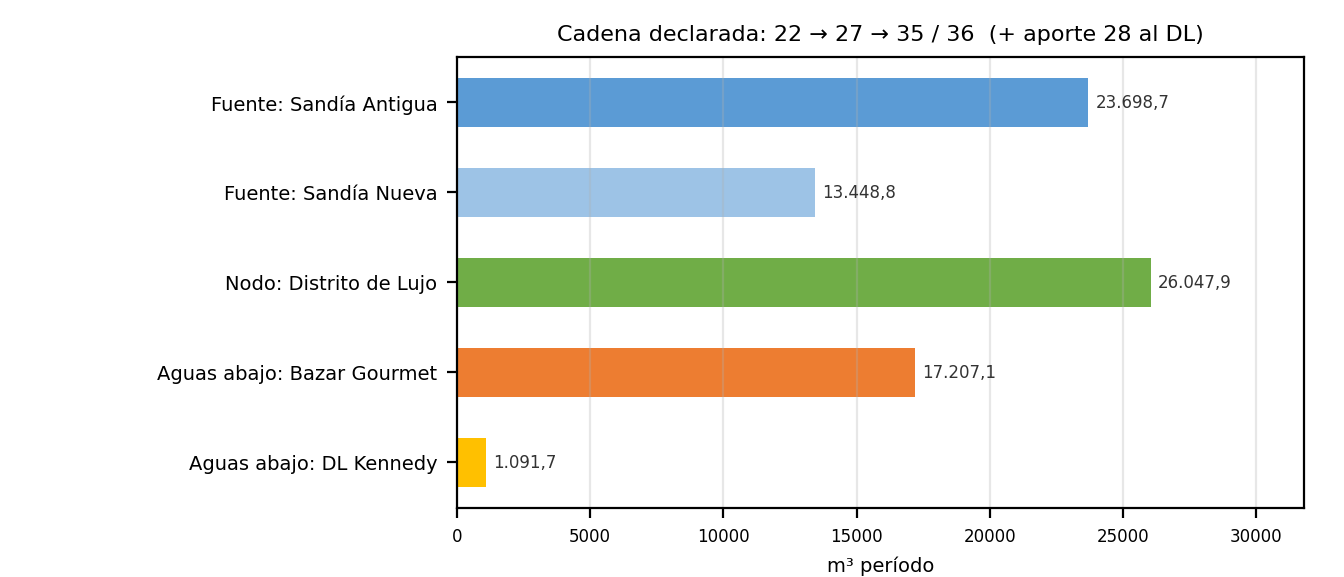 Cadena declarada: 22 → 27 → 35 / 36  (+ aporte 28 al DL)
Fuente: Sandía Antigua
23.698,7
Fuente: Sandía Nueva
13.448,8
Nodo: Distrito de Lujo
26.047,9
Aguas abajo: Bazar Gourmet
17.207,1
Aguas abajo: DL Kennedy
1.091,7
0 5000 10000 15000 20000 25000 30000
m³ período